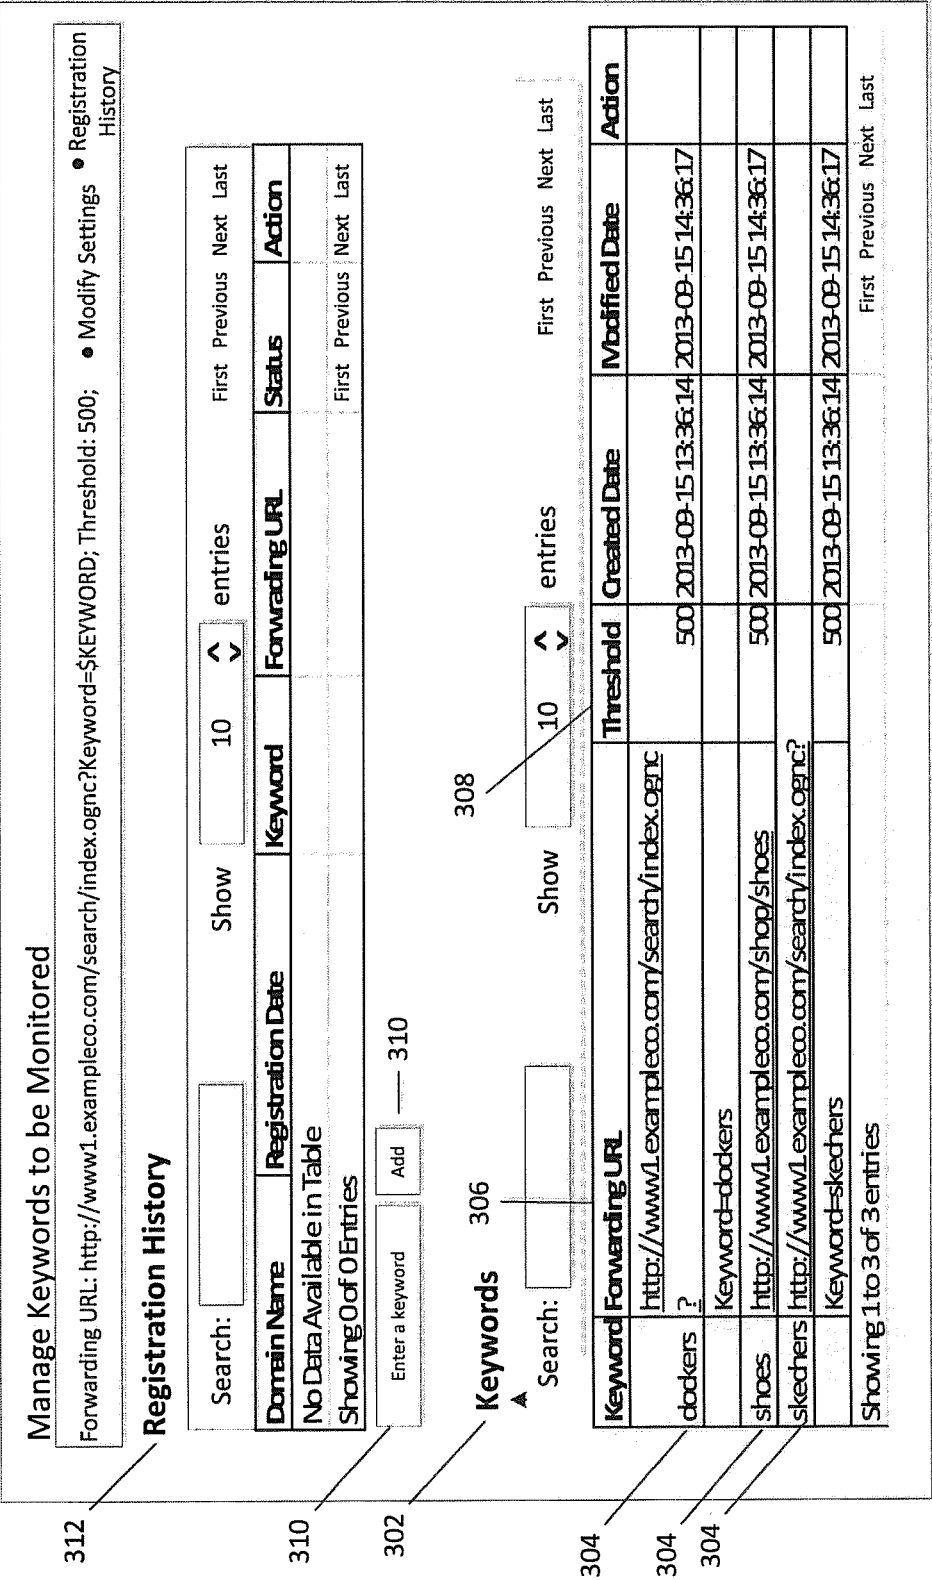 Manage Keywords to be Monitored
Forwarding URL: http://www1.exampleco.com/search/index.ognc?Keyword=$KEYWORD; Threshold: 500; • Modify Settings • Registration History
312
Registration History
Search: Show 10 entries First Previous Next Last
Domain Name Registration Date Keyword Forwrading URL Status Action
No Data Available in Table
Showing 0 of 0 Entries First Previous Next Last
310
Enter a keyword Add 310
302
Keywords
306
308
Search: Show 10 entries First Previous Next Last
Keyword Forwarding URL Threshold Created Date Modified Date Action
http://www1.exampleco.com/search/index.ognc
dockers ? 500 2013-09-15 13:36:14 2013-09-15 14:36:17
Keyword=dockers
shoes http://www1.exampleco.com/shop/shoes 500 2013-09-15 13:36:14 2013-09-15 14:36:17
skechers http://www1.exampleco.com/search/index.ognc?
Keyword=skechers 500 2013-09-15 13:36:14 2013-09-15 14:36:17
Showing 1 to 3 of 3 entries First Previous Next Last
304
304
304